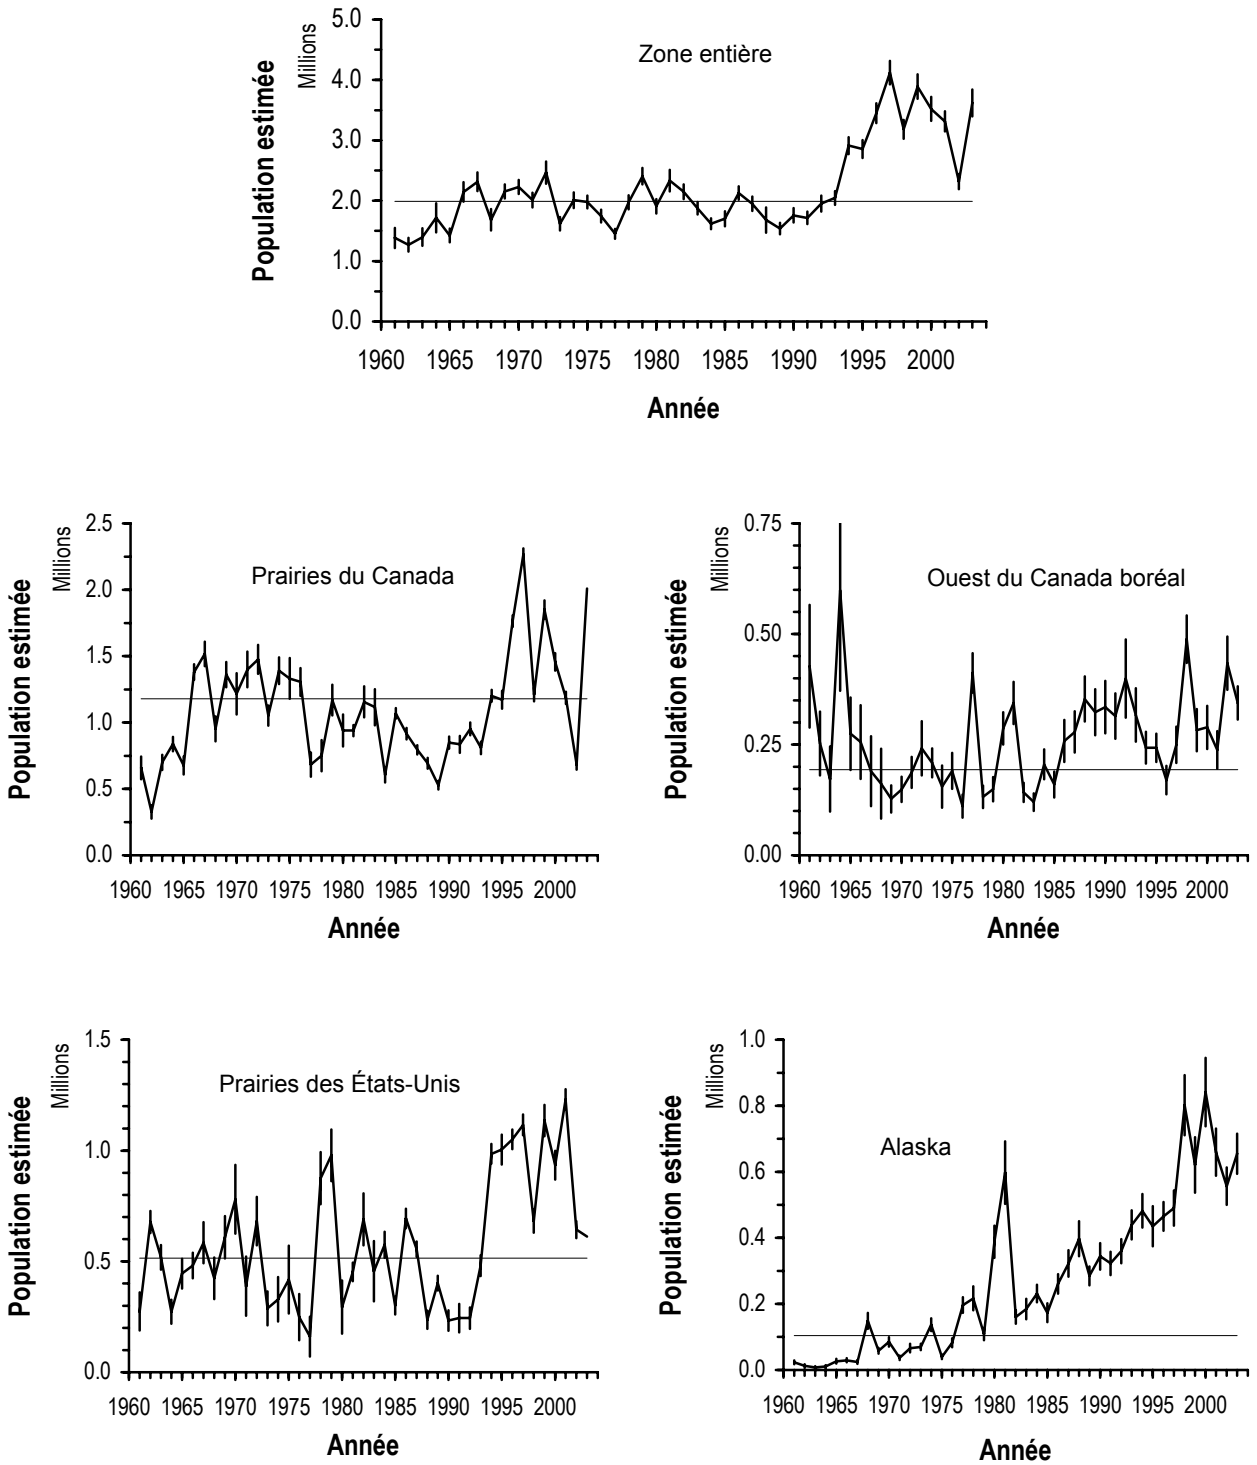 Zone entière
Population estimée
Millions
5.0
4.0
3.0
2.0
1.0
0.0
1960 1965 1970 1975 1980 1985 1990 1995 2000
Année
Prairies du Canada
Population estimée
Millions
2.5
2.0
1.5
1.0
0.5
0.0
1960 1965 1970 1975 1980 1985 1990 1995 2000
Année
Ouest du Canada boréal
Population estimée
Millions
0.75
0.50
0.25
0.00
1960 1965 1970 1975 1980 1985 1990 1995 2000
Année
Prairies des États-Unis
Population estimée
Millions
1.5
1.0
0.5
0.0
1960 1965 1970 1975 1980 1985 1990 1995 2000
Année
Alaska
Population estimée
Millions
1.0
0.8
0.6
0.4
0.2
0.0
1960 1965 1970 1975 1980 1985 1990 1995 2000
Année